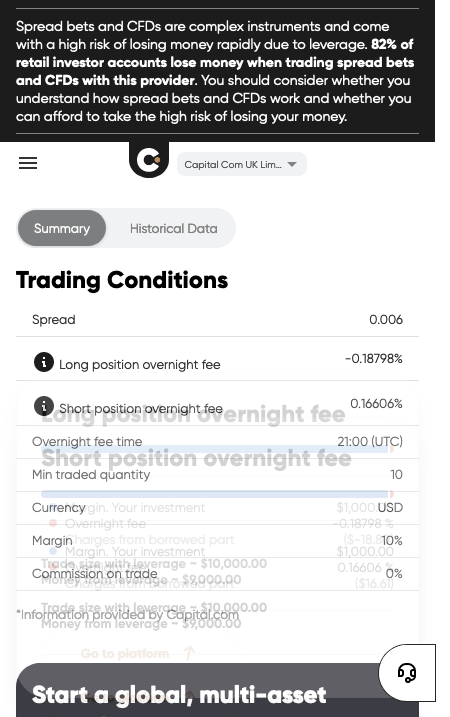 Spread bets and CFDs are complex instruments and come
with a high risk of losing money rapidly due to leverage. 82% of
retail investor accounts lose money when trading spread bets
and CFDs with this provider. You should consider whether you
understand how spread bets and CFDs work and whether you
can afford to take the high risk of losing your money.
Capital Com UK Lim...
Summary Historical Data
Trading Conditions
Spread 0.006
Long position overnight fee -0.18798%
Short position overnight fee 0.16606%
Long position overnight fee
Overnight fee time 21:00 (UTC)
Short position overnight fee
Min traded quantity 10
Currency USD
Margin. Your investment
Overnight fee -0.18798 %
Charges from borrowed part
Margin 10%
Margin. Your investment $1,000.00
0.16606 %
Trade size with leverage ~ $10,000.00
Commission on trade 0%
Money from leverage ~ $9,000.00
Charges from borrowed part ($16.61)
Trade size with leverage ~ $10,000.00
*Information provided by Capital.com
Money from leverage ~ $9,000.00
Go to platform
Start a global, multi-asset